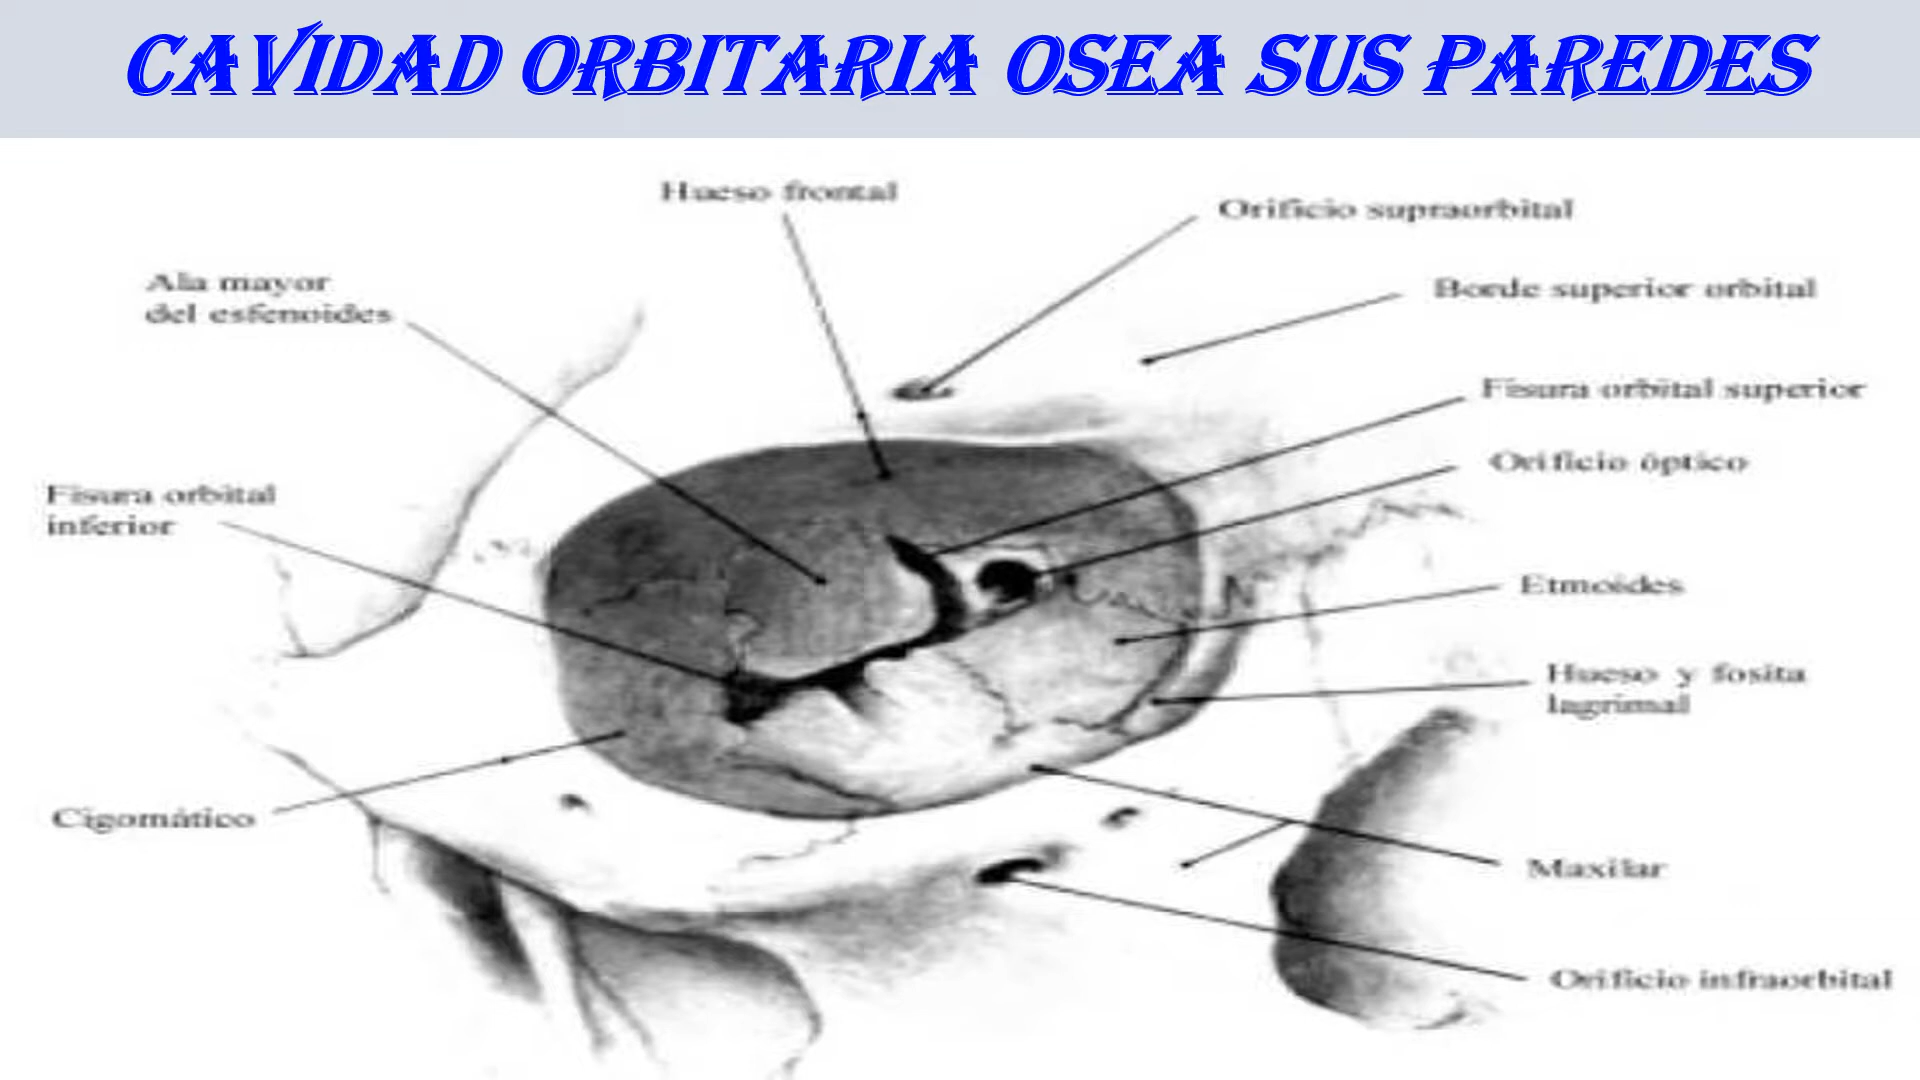 CAVIDAD ORBITARIA OSEA SUS PAREDES
Hueso frontal
Orificio supraorbital
Ala mayor
del esfenoides
Borde superior orbital
Fisura orbital superior
Orificio óptico
Fisura orbital
inferior
Etmoides
Hueso y fosita
lagrimal
Cigomático
Maxilar
Orificio infraorbital